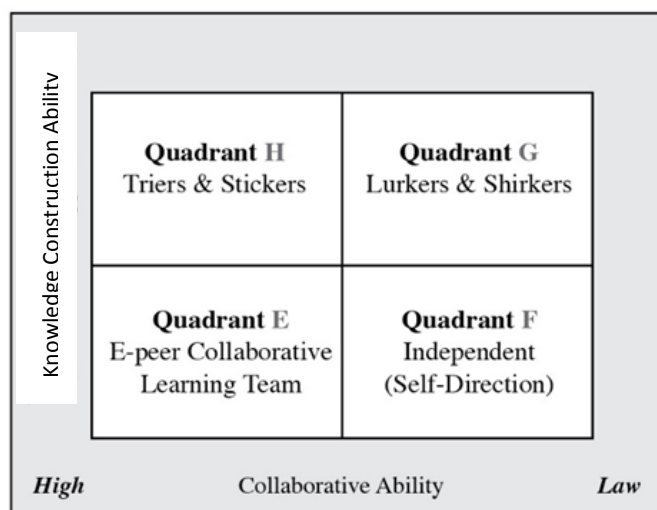 Knowledge Construction Ability
Quadrant H
Triers & Stickers
Quadrant G
Lurkers & Shirkers
Quadrant E
E-peer Collaborative
Learning Team
Quadrant F
Independent
(Self-Direction)
High
Collaborative Ability
Law